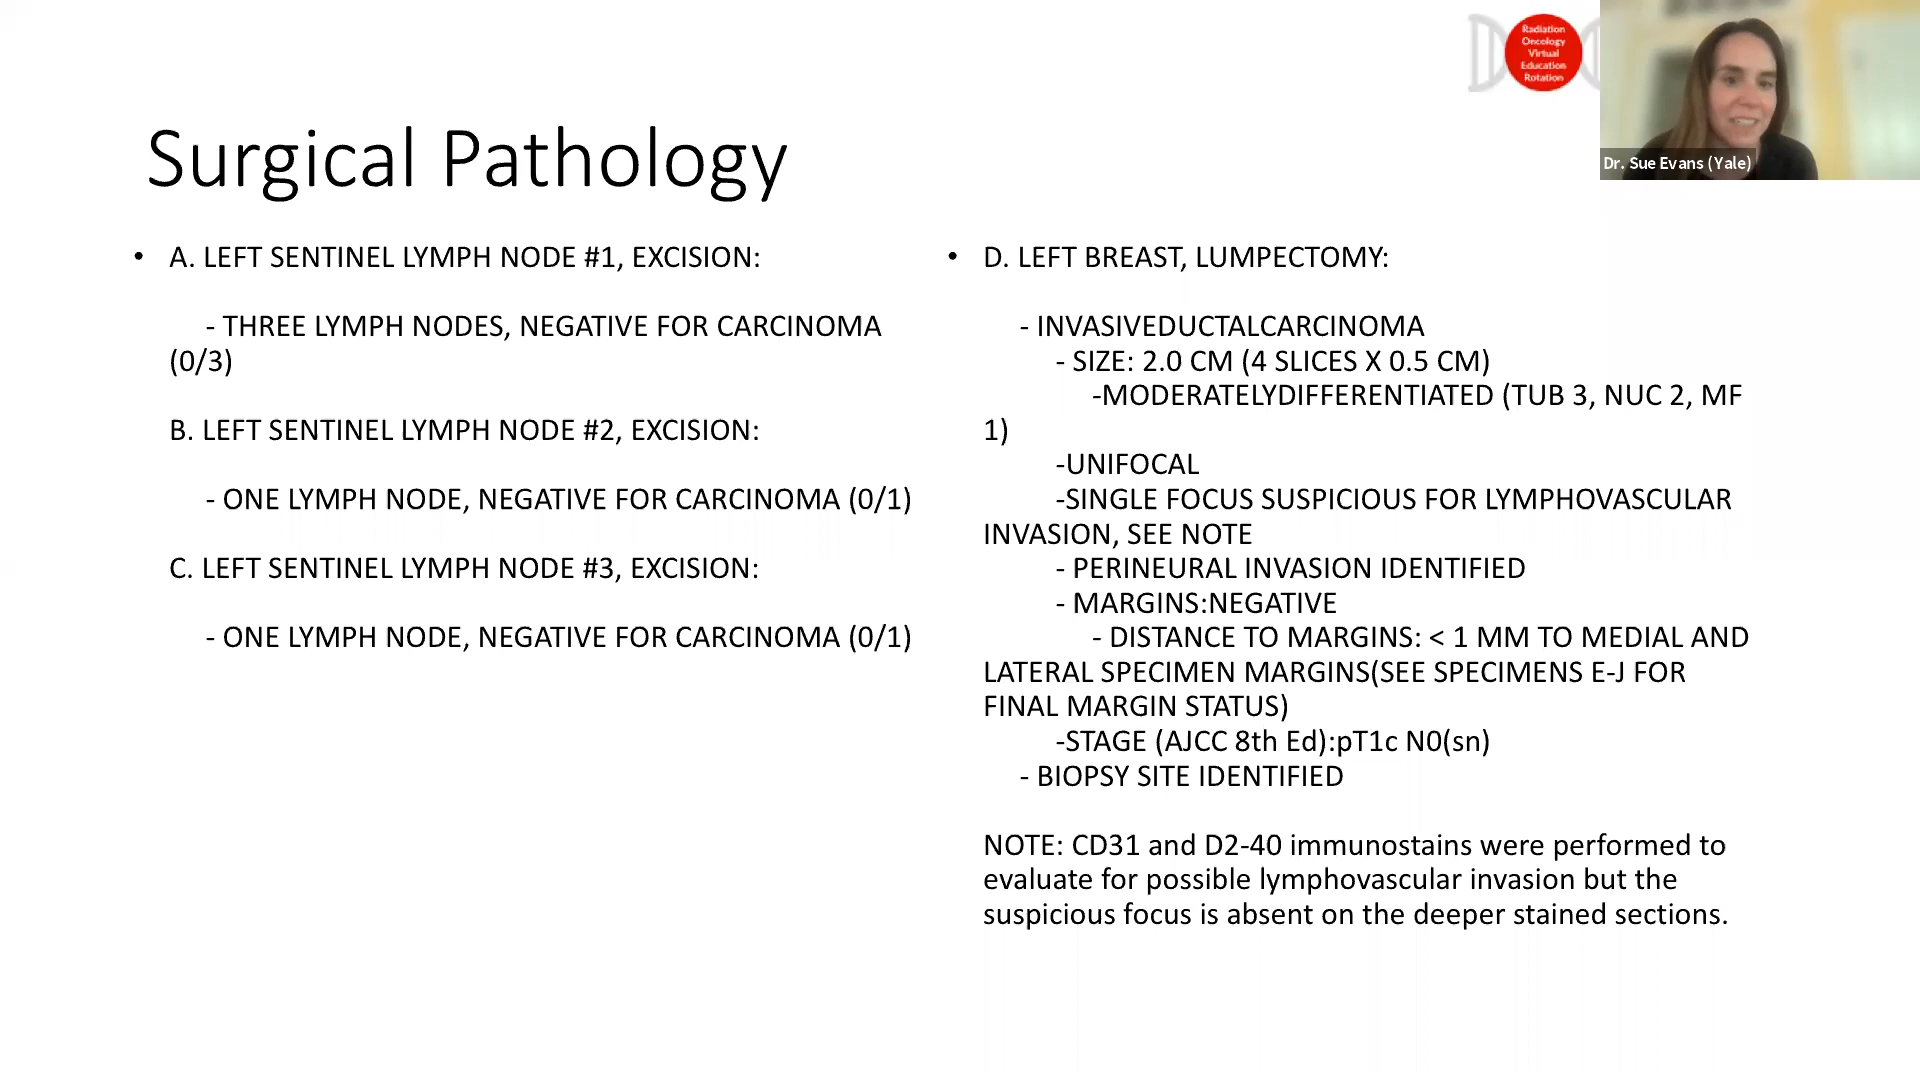 Radiation
Oncology
Virtual
Education
Rotation
Dr. Sue Evans (Yale)
Surgical Pathology
• A. LEFT SENTINEL LYMPH NODE #1, EXCISION:
- THREE LYMPH NODES, NEGATIVE FOR CARCINOMA
(0/3)
B. LEFT SENTINEL LYMPH NODE #2, EXCISION:
- ONE LYMPH NODE, NEGATIVE FOR CARCINOMA (0/1)
C. LEFT SENTINEL LYMPH NODE #3, EXCISION:
- ONE LYMPH NODE, NEGATIVE FOR CARCINOMA (0/1)
• D. LEFT BREAST, LUMPECTOMY:
- INVASIVEDUCTALCARCINOMA
- SIZE: 2.0 CM (4 SLICES X 0.5 CM)
-MODERATELYDIFFERENTIATED (TUB 3, NUC 2, MF
1)
-UNIFOCAL
-SINGLE FOCUS SUSPICIOUS FOR LYMPHOVASCULAR
INVASION, SEE NOTE
- PERINEURAL INVASION IDENTIFIED
- MARGINS:NEGATIVE
- DISTANCE TO MARGINS: < 1 MM TO MEDIAL AND
LATERAL SPECIMEN MARGINS(SEE SPECIMENS E-J FOR
FINAL MARGIN STATUS)
-STAGE (AJCC 8th Ed):pT1c N0(sn)
- BIOPSY SITE IDENTIFIED
NOTE: CD31 and D2-40 immunostains were performed to
evaluate for possible lymphovascular invasion but the
suspicious focus is absent on the deeper stained sections.